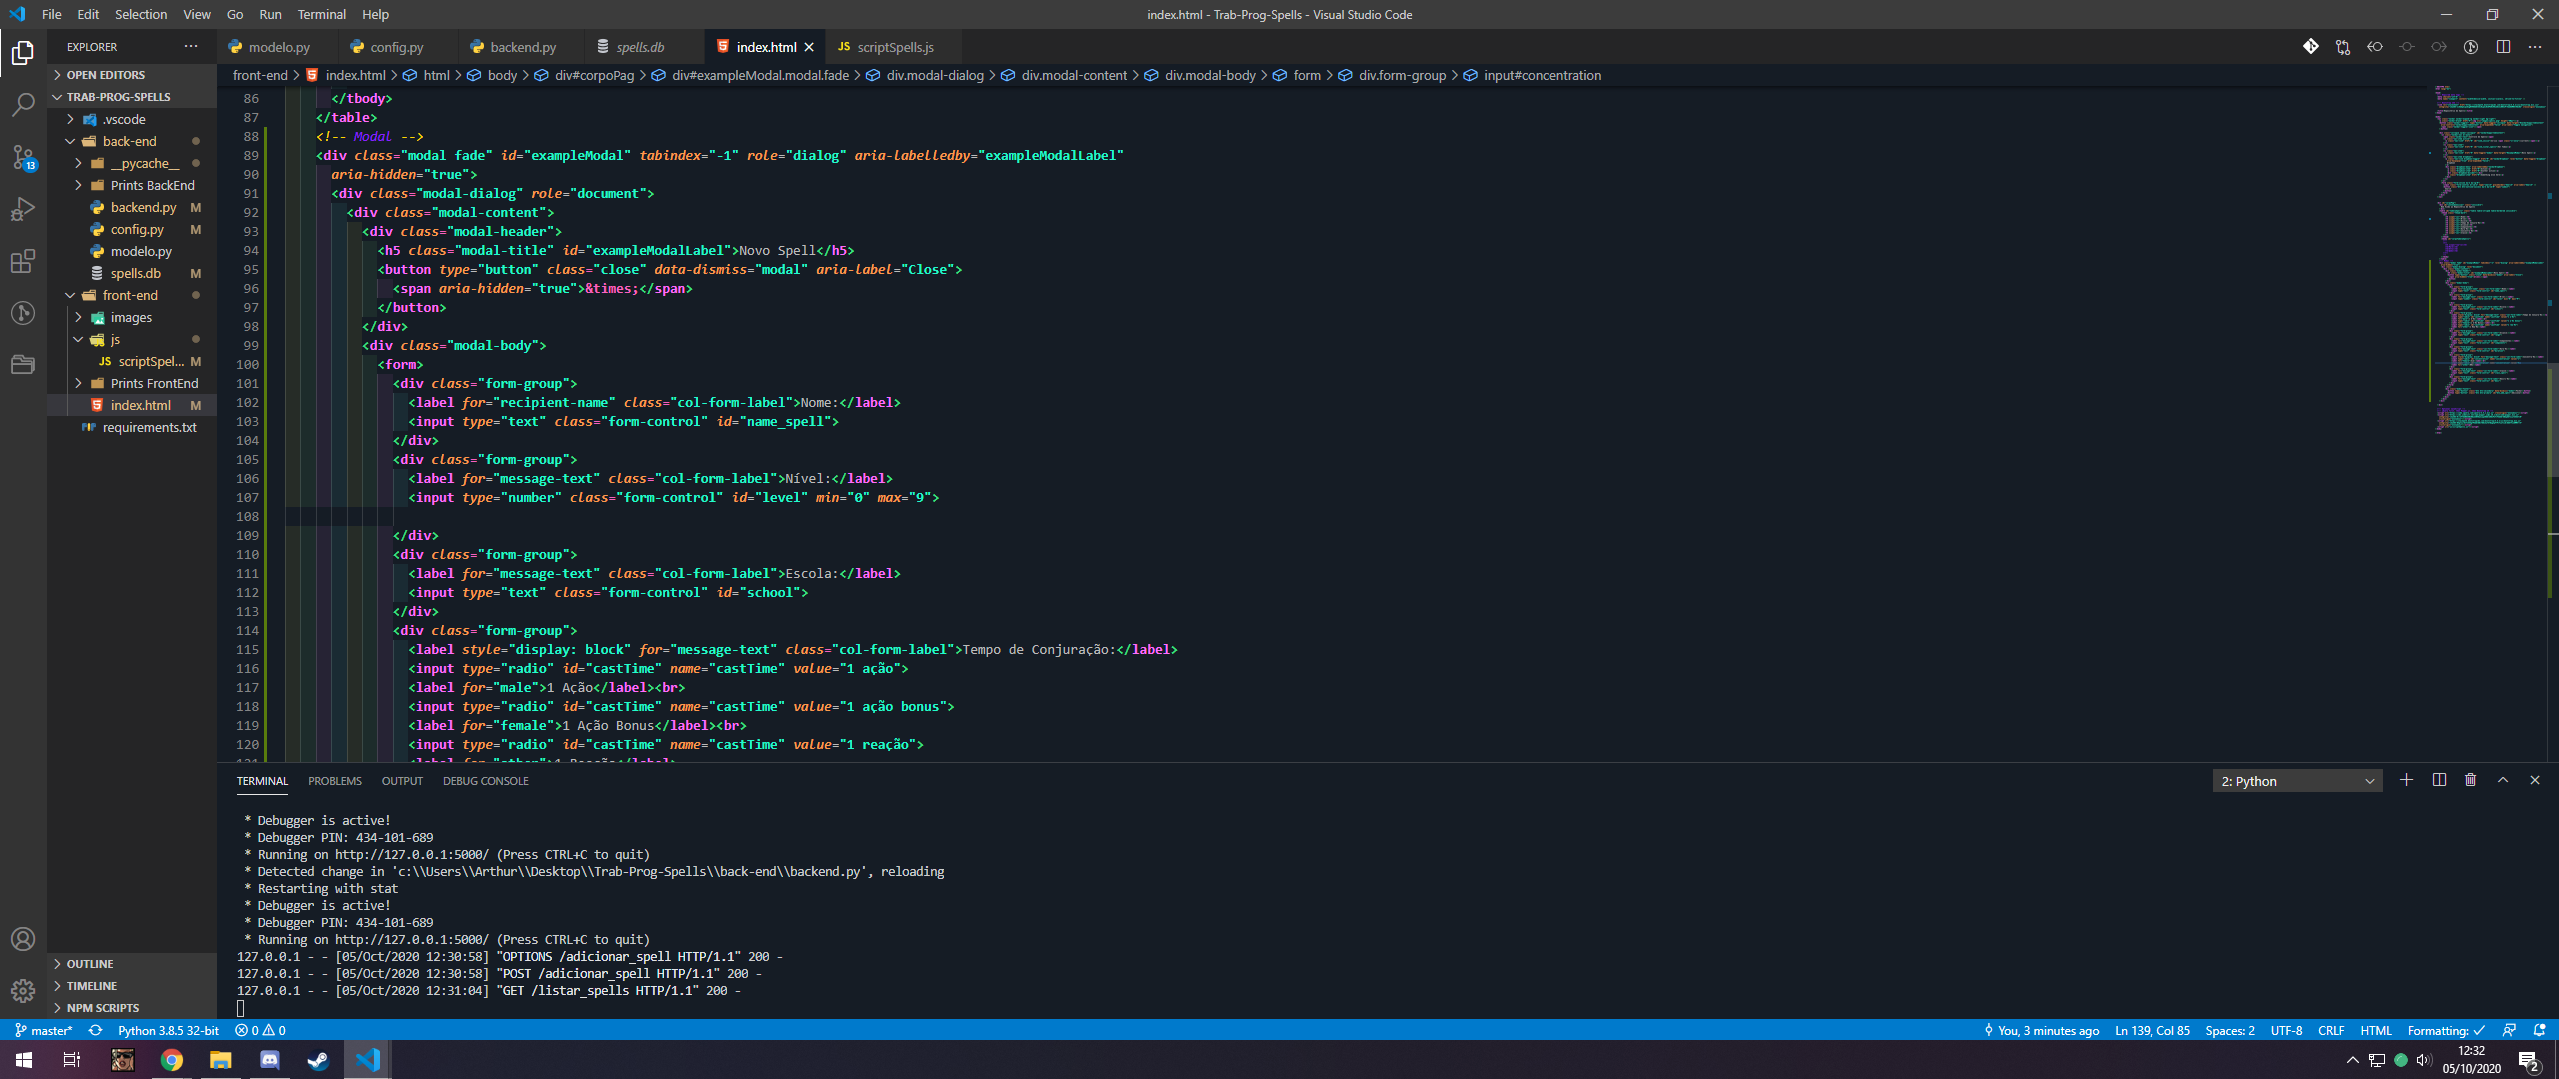 File Edit Selection View Go Run Terminal Help
index.html - Trab-Prog-Spells - Visual Studio Code
EXPLORER
OPEN EDITORS
TRAB-PROG-SPELLS
.vscode
back-end
__pycache__
Prints BackEnd
backend.py M
config.py M
modelo.py
spells.db M
front-end
images
js
scriptSpel... M
Prints FrontEnd
index.html M
requirements.txt
OUTLINE
TIMELINE
NPM SCRIPTS
13
modelo.py config.py backend.py spells.db index.html JS scriptSpells.js
front-end > index.html > html > body > div#corpoPag > div#exampleModal.modal.fade > div.modal-dialog > div.modal-content > div.modal-body > form > div.form-group > input#concentration
86 </tbody>
87 </table>
88 <!-- Modal -->
89 <div class="modal fade" id="exampleModal" tabindex="-1" role="dialog" aria-labelledby="exampleModalLabel"
90 aria-hidden="true">
91 <div class="modal-dialog" role="document">
92 <div class="modal-content">
93 <div class="modal-header">
94 <h5 class="modal-title" id="exampleModalLabel">Novo Spell</h5>
95 <button type="button" class="close" data-dismiss="modal" aria-label="Close">
96 <span aria-hidden="true">&times;</span>
97 </button>
98 </div>
99 <div class="modal-body">
100 <form>
101 <div class="form-group">
102 <label for="recipient-name" class="col-form-label">Nome:</label>
103 <input type="text" class="form-control" id="name_spell">
104 </div>
105 <div class="form-group">
106 <label for="message-text" class="col-form-label">Nível:</label>
107 <input type="number" class="form-control" id="level" min="0" max="9">
108
109 </div>
110 <div class="form-group">
111 <label for="message-text" class="col-form-label">Escola:</label>
112 <input type="text" class="form-control" id="school">
113 </div>
114 <div class="form-group">
115 <label style="display: block" for="message-text" class="col-form-label">Tempo de Conjuração:</label>
116 <input type="radio" id="castTime" name="castTime" value="1 ação">
117 <label for="male">1 Ação</label><br>
118 <input type="radio" id="castTime" name="castTime" value="1 ação bonus">
119 <label for="female">1 Ação Bonus</label><br>
120 <input type="radio" id="castTime" name="castTime" value="1 reação">
TERMINAL PROBLEMS OUTPUT DEBUG CONSOLE
2: Python
* Debugger is active!
* Debugger PIN: 434-101-689
* Running on http://127.0.0.1:5000/ (Press CTRL+C to quit)
* Detected change in 'c:\\Users\\Arthur\\Desktop\\Trab-Prog-Spells\\back-end\\backend.py', reloading
* Restarting with stat
* Debugger is active!
* Debugger PIN: 434-101-689
* Running on http://127.0.0.1:5000/ (Press CTRL+C to quit)
127.0.0.1 - - [05/Oct/2020 12:30:58] "OPTIONS /adicionar_spell HTTP/1.1" 200 -
127.0.0.1 - - [05/Oct/2020 12:30:58] "POST /adicionar_spell HTTP/1.1" 200 -
127.0.0.1 - - [05/Oct/2020 12:31:04] "GET /listar_spells HTTP/1.1" 200 -
master* Python 3.8.5 32-bit 0 0 You, 3 minutes ago Ln 139, Col 85 Spaces: 2 UTF-8 CRLF HTML Formatting: ✓
12:32
05/10/2020
2